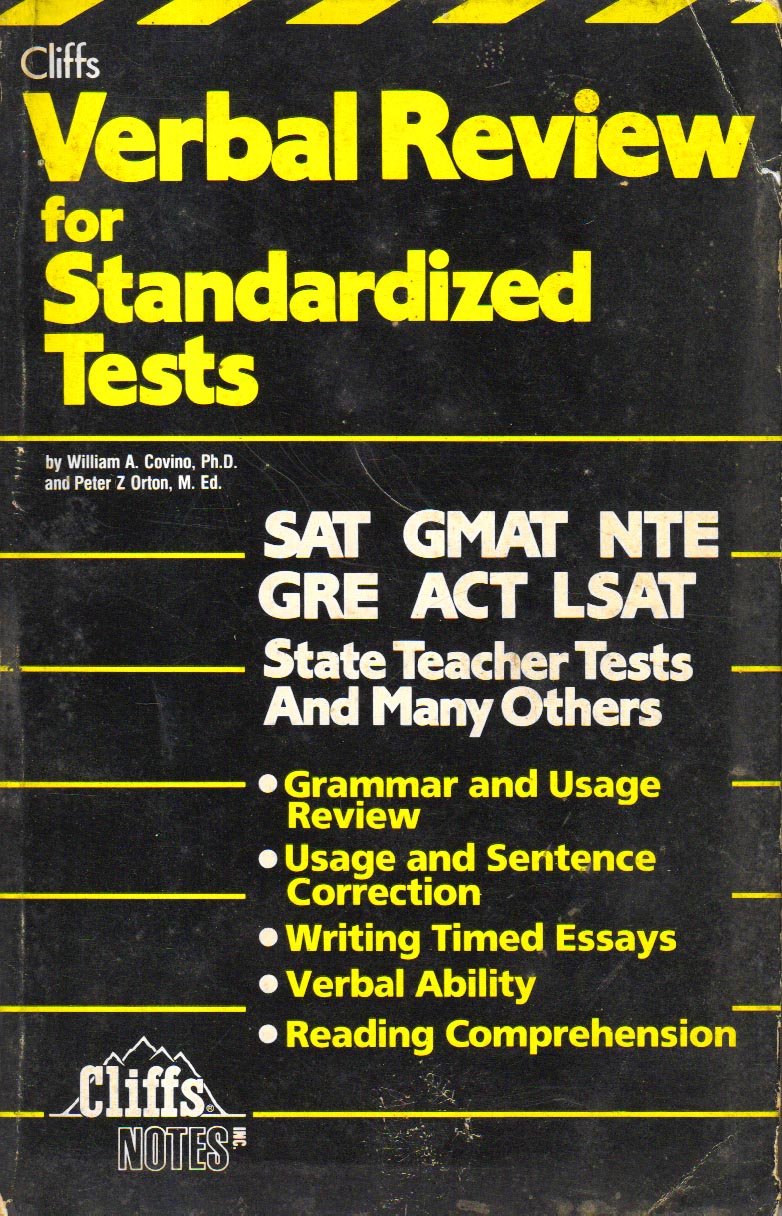 Cliffs
Verbal Review
for
Standardized
Tests
by William A. Covino, Ph.D.
and Peter Z Orton, M. Ed.
SAT GMAT NTE
GRE ACT LSAT
State Teacher Tests
And Many Others
• Grammar and Usage
Review
• Usage and Sentence
Correction
• Writing Timed Essays
• Verbal Ability
• Reading Comprehension
Cliffs®
NOTES INC.